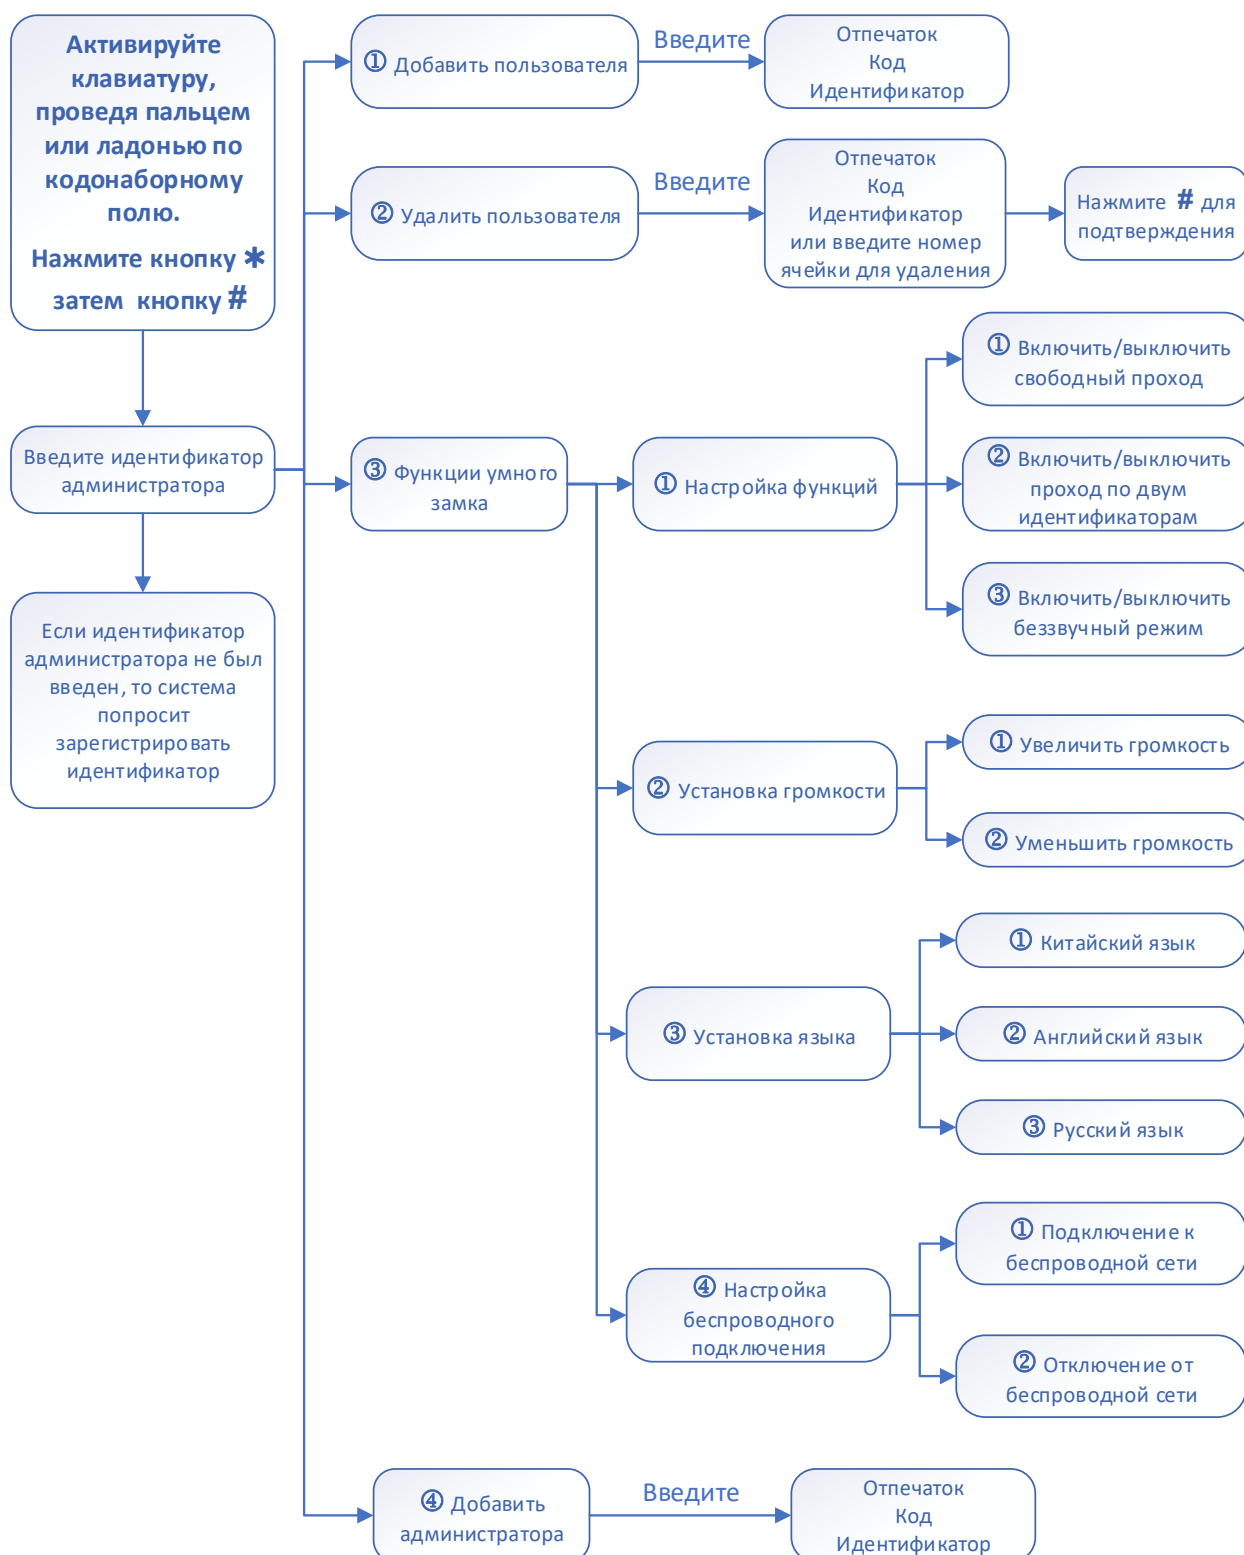 Активируйте
клавиатуру,
проведя пальцем
или ладонью по
кодонаборному
полю.
Нажмите кнопку *
затем кнопку #
Введите идентификатор
администратора
Если идентификатор
администратора не был
введен, то система
попросит
зарегистрировать
идентификатор
① Добавить пользователя
Введите
Отпечаток
Код
Идентификатор
② Удалить пользователя
Введите
Отпечаток
Код
Идентификатор
или введите номер
ячейки для удаления
Нажмите # для
подтверждения
③ Функции умного
замка
① Настройка функций
① Включить/выключить
свободный проход
② Включить/выключить
проход по двум
идентификаторам
③ Включить/выключить
беззвучный режим
② Установка громкости
① Увеличить громкость
② Уменьшить громкость
③ Установка языка
① Китайский язык
② Английский язык
③ Русский язык
④ Настройка
беспроводного
подключения
① Подключение к
беспроводной сети
② Отключение от
беспроводной сети
④ Добавить
администратора
Введите
Отпечаток
Код
Идентификатор